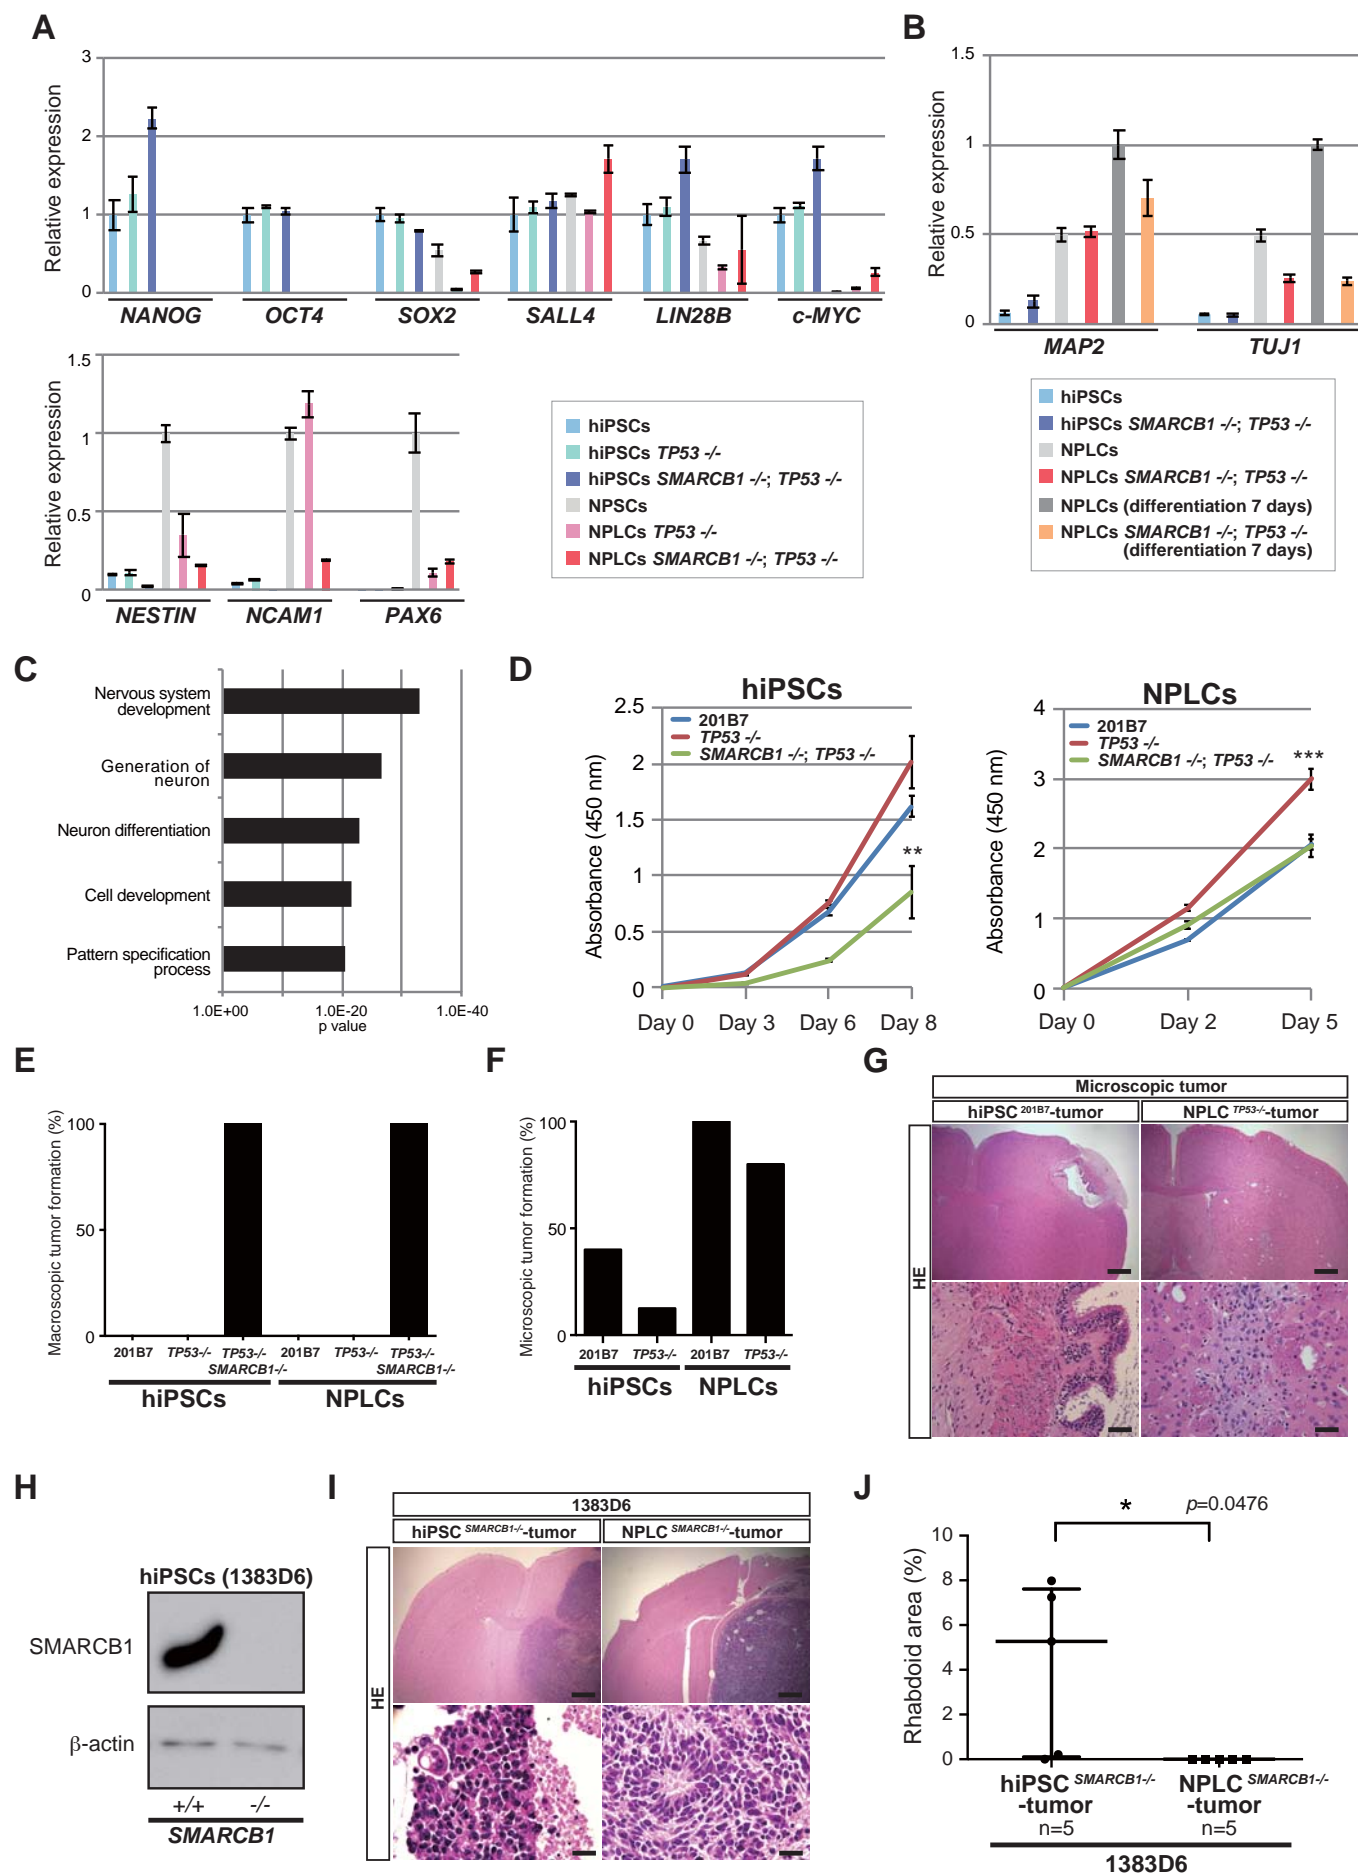 A
Relative expression
3
2
1
0
NANOG OCT4 SOX2 SALL4 LIN28B c-MYC
Relative expression
1.5
1
0.5
0
NESTIN NCAM1 PAX6
hiPSCs
hiPSCs TP53 -/-
hiPSCs SMARCB1 -/-; TP53 -/-
NPSCs
NPLCs TP53 -/-
NPLCs SMARCB1 -/-; TP53 -/-
B
Relative expression
1.5
1
0.5
0
MAP2 TUJ1
hiPSCs
hiPSCs SMARCB1 -/-; TP53 -/-
NPLCs
NPLCs SMARCB1 -/-; TP53 -/-
NPLCs (differentiation 7 days)
NPLCs SMARCB1 -/-; TP53 -/-
(differentiation 7 days)
C
Nervous system
development
Generation of
neuron
Neuron differentiation
Cell development
Pattern specification
process
1.0E+00 1.0E-20 1.0E-40
p value
D
hiPSCs
Absorbance (450 nm)
2.5
2
1.5
1
0.5
0
201B7
TP53 -/-
SMARCB1 -/-; TP53 -/-
**
Day 0 Day 3 Day 6 Day 8
NPLCs
Absorbance (450 nm)
4
3
2
1
0
201B7
TP53 -/-
SMARCB1 -/-; TP53 -/-
***
Day 0 Day 2 Day 5
E
Macroscopic tumor formation (%)
100
50
0
201B7 TP53-/- TP53-/- 201B7 TP53-/- TP53-/-
SMARCB1-/- SMARCB1-/-
hiPSCs NPLCs
F
Microscopic tumor formation (%)
100
50
0
201B7 TP53-/- 201B7 TP53-/-
hiPSCs NPLCs
G
Microscopic tumor
hiPSC 201B7-tumor NPLC TP53-/--tumor
HE
H
hiPSCs (1383D6)
SMARCB1
β-actin
+/+ -/-
SMARCB1
I
1383D6
hiPSC SMARCB1-/--tumor NPLC SMARCB1-/--tumor
HE
J
* p=0.0476
Rhabdoid area (%)
10
8
6
4
2
0
hiPSC SMARCB1-/- NPLC SMARCB1-/-
-tumor -tumor
n=5 n=5
1383D6